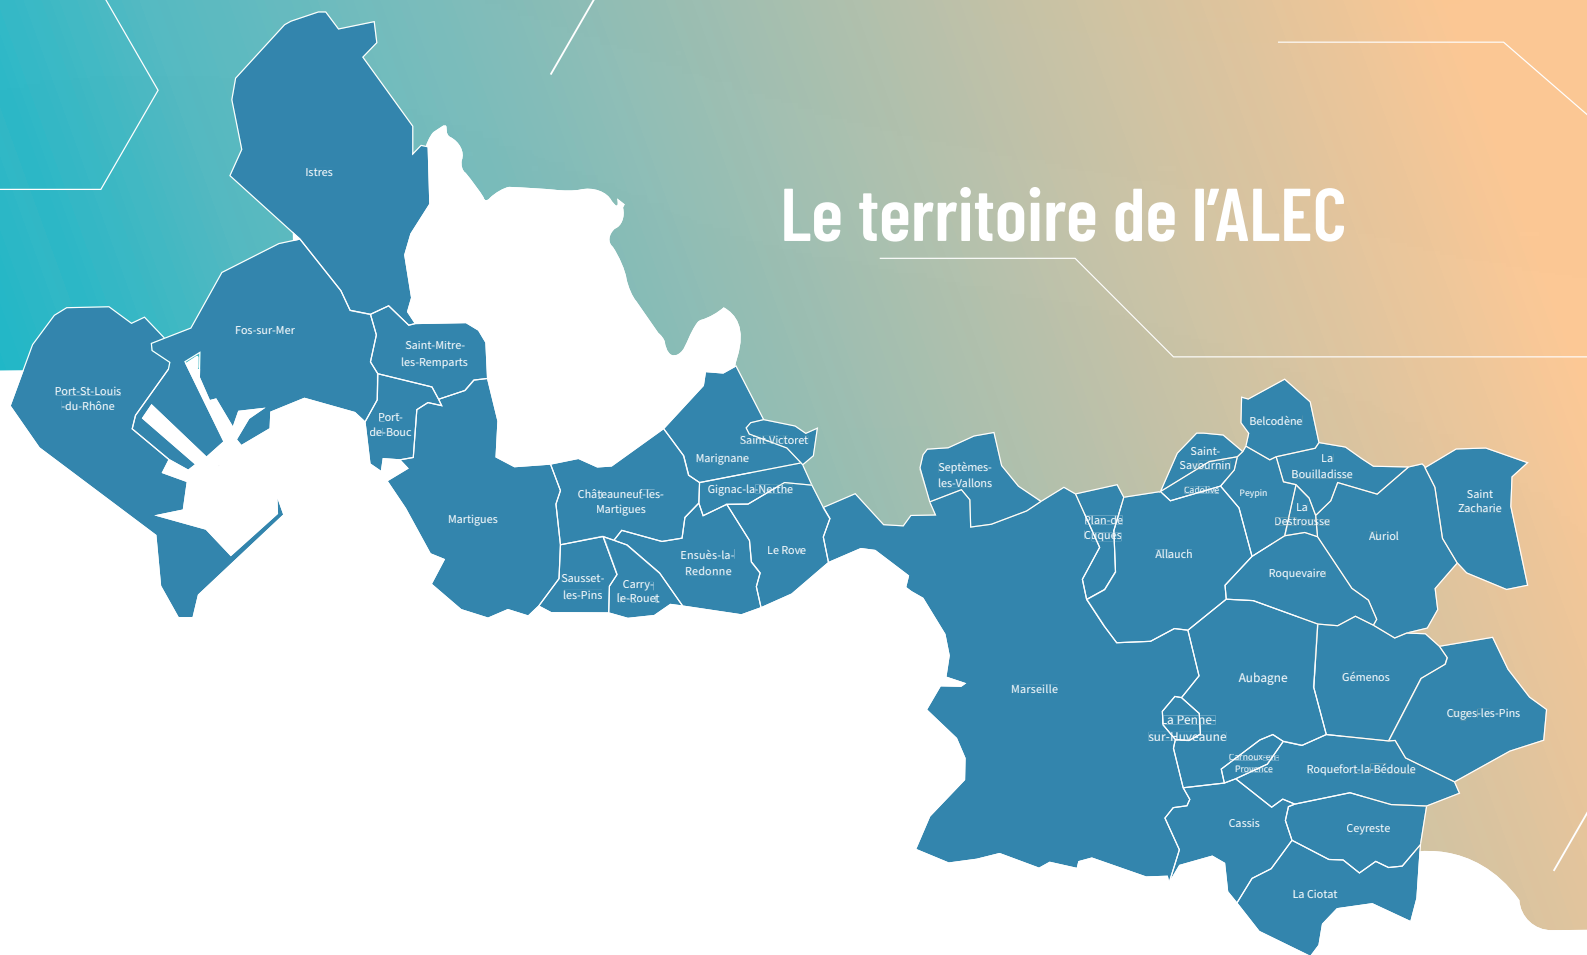 Le territoire de l'ALEC
Istres
Fos-sur-Mer
Saint-Mitre-
les-Remparts
Port-St-Louis
-du-Rhône
Port-
de-Bouc
Martigues
Châteauneuf-les-
Martigues
Saint-Victoret
Marignane
Gignac-la-Nerthe
Ensuès-la-
Redonne
Le Rove
Sausset-
les-Pins
Carry-
le-Rouet
Septèmes-
les-Vallons
Marseille
Plan-de
Cuques
Allauch
Saint-
Savournin
Cadolive
Peypin
Belcodène
La
Bouilladisse
La
Destrousse
Auriol
Saint
Zacharie
Roquevaire
Aubagne
Gémenos
Cuges-les-Pins
La Penne-
sur-Huveaune
Carnoux-en-
Provence
Roquefort-la-Bédoule
Cassis
Ceyreste
La Ciotat